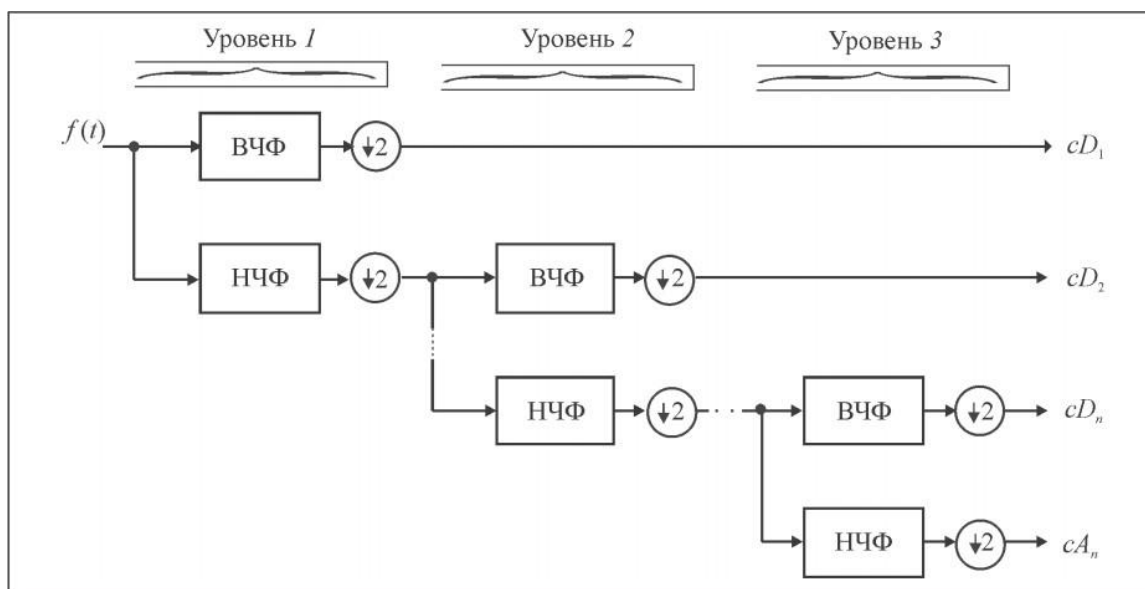 Уровень 1 Уровень 2 Уровень 3
f(t) ВЧФ ↓2 cD₁
НЧФ ↓2 ВЧФ ↓2 cD₂
НЧФ ↓2 ВЧФ ↓2 cDₙ
НЧФ ↓2 cAₙ